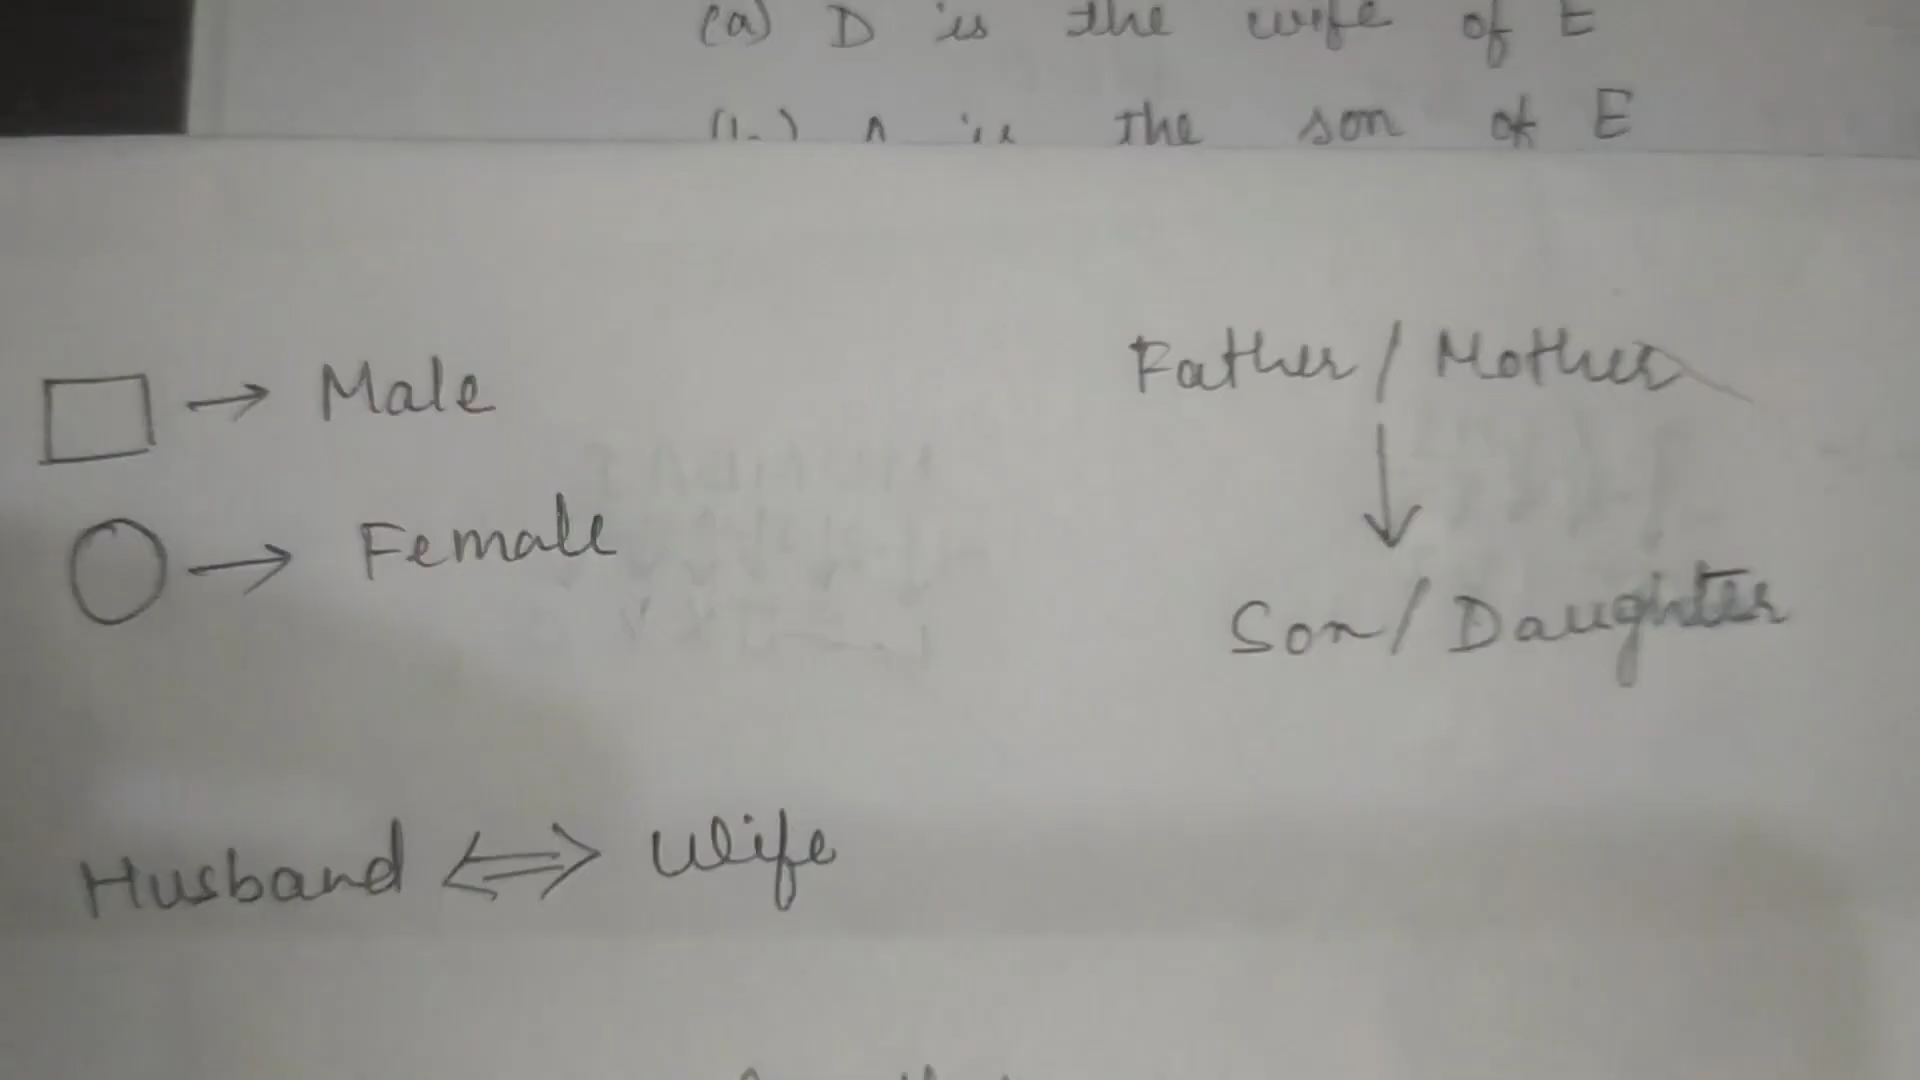 (a) D is the wife of E
the son of E
□ → Male
○ → Female
Father / Mother
↓
Son / Daughter
Husband ⇔ Wife